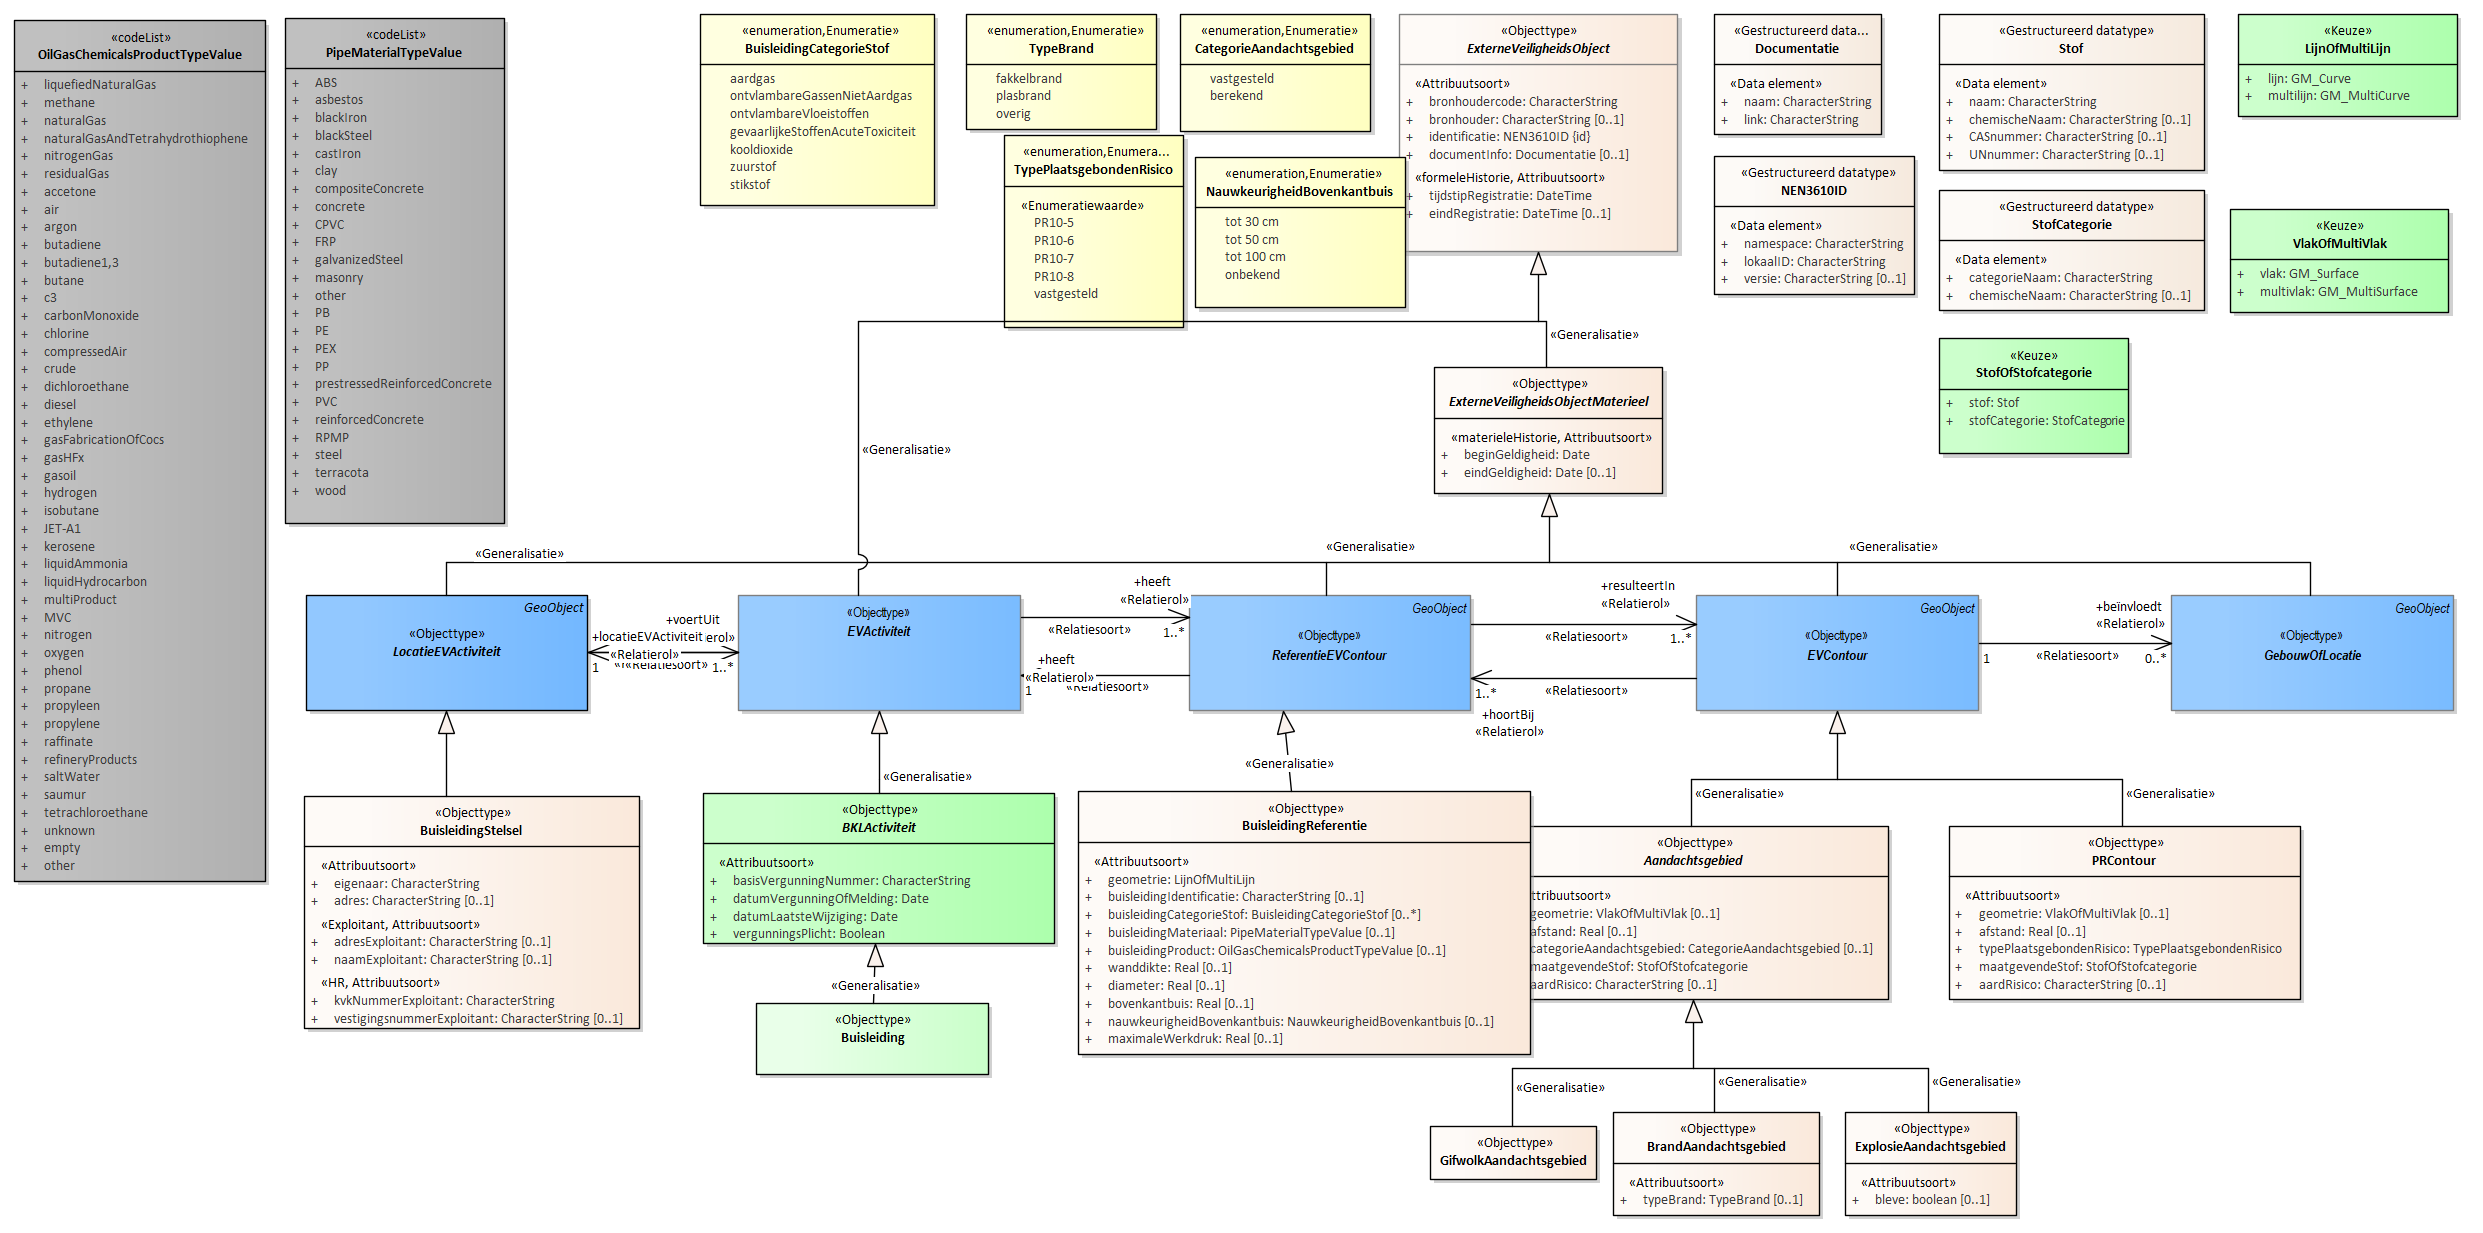 «codeList»
OilGasChemicalsProductTypeValue
+ liquefiedNaturalGas
+ methane
+ naturalGas
+ naturalGasAndTetrahydrothiophene
+ nitrogenGas
+ residualGas
+ accetone
+ air
+ argon
+ butadiene
+ butadiene1,3
+ butane
+ c3
+ carbonMonoxide
+ chlorine
+ compressedAir
+ crude
+ dichloroethane
+ diesel
+ ethylene
+ gasFabricationOfCocs
+ gasHFx
+ gasoil
+ hydrogen
+ isobutane
+ JET-A1
+ kerosene
+ liquidAmmonia
+ liquidHydrocarbon
+ multiProduct
+ MVC
+ nitrogen
+ oxygen
+ phenol
+ propane
+ propyleen
+ propylene
+ raffinate
+ refineryProducts
+ saltWater
+ saumur
+ tetrachloroethane
+ unknown
+ empty
+ other
«codeList»
PipeMaterialTypeValue
+ ABS
+ asbestos
+ blackIron
+ blackSteel
+ castIron
+ clay
+ compositeConcrete
+ concrete
+ CPVC
+ FRP
+ galvanizedSteel
+ masonry
+ other
+ PB
+ PE
+ PEX
+ PP
+ prestressedReinforcedConcrete
+ PVC
+ reinforcedConcrete
+ RPMP
+ steel
+ terracota
+ wood
«enumeration,Enumeratie»
BuisleidingCategorieStof
aardgas
ontvlambareGassenNietAardgas
ontvlambareVloeistoffen
gevaarlijkeStoffenAcuteToxiciteit
kooldioxide
zuurstof
stikstof
«enumeration,Enumeratie»
TypeBrand
fakkelbrand
plasbrand
overig
«enumeration,Enumeratie»
CategorieAandachtsgebied
vastgesteld
berekend
«enumeration,Enumera...
TypePlaatsgebondenRisico
«Enumeratiewaarde»
PR10-5
PR10-6
PR10-7
PR10-8
vastgesteld
«enumeration,Enumeratie»
NauwkeurigheidBovenkantbuis
tot 30 cm
tot 50 cm
tot 100 cm
onbekend
«Objecttype»
ExterneVeiligheidsObject
«Attribuutsoort»
+ bronhoudercode: CharacterString
+ bronhouder: CharacterString [0..1]
+ identificatie: NEN3610ID {id}
+ documentInfo: Documentatie [0..1]
«formeleHistorie, Attribuutsoort»
+ tijdstipRegistratie: DateTime
+ eindRegistratie: DateTime [0..1]
«Gestructureerd data...
Documentatie
«Data element»
+ naam: CharacterString
+ link: CharacterString
«Gestructureerd datatype»
NEN3610ID
«Data element»
+ namespace: CharacterString
+ lokaalID: CharacterString
+ versie: CharacterString [0..1]
«Gestructureerd datatype»
Stof
«Data element»
+ naam: CharacterString
+ chemischeNaam: CharacterString [0..1]
+ CASnummer: CharacterString [0..1]
+ UNnummer: CharacterString [0..1]
«Gestructureerd datatype»
StofCategorie
«Data element»
+ categorieNaam: CharacterString
+ chemischeNaam: CharacterString [0..1]
«Keuze»
StofOfStofcategorie
+ stof: Stof
+ stofCategorie: StofCategorie
«Keuze»
LijnOfMultiLijn
+ lijn: GM_Curve
+ multilijn: GM_MultiCurve
«Keuze»
VlakOfMultiVlak
+ vlak: GM_Surface
+ multivlak: GM_MultiSurface
«Generalisatie»
«Objecttype»
ExterneVeiligheidsObjectMaterieel
«materieleHistorie, Attribuutsoort»
+ beginGeldigheid: Date
+ eindGeldigheid: Date [0..1]
«Generalisatie»
«Generalisatie»
«Generalisatie»
«Generalisatie»
GeoObject
«Objecttype»
LocatieEVActiviteit
+voertUit
+locatieEVActiviteit ierol»
«Relatierol»
«Relatiesoort»
1
1..*
«Objecttype»
EVActiviteit
+heeft
«Relatierol»
«Relatiesoort»
1..*
+heeft
«Relatierol»
1
«Relatiesoort»
GeoObject
«Objecttype»
ReferentieEVContour
+resulteertIn
«Relatierol»
«Relatiesoort»
1..*
1..*
«Relatiesoort»
+hoortBij
«Relatierol»
GeoObject
«Objecttype»
EVContour
+beïnvloedt
«Relatierol»
1
«Relatiesoort»
0..*
GeoObject
«Objecttype»
GebouwOfLocatie
«Generalisatie»
«Generalisatie»
«Generalisatie»
«Generalisatie»
«Objecttype»
BuisleidingStelsel
«Attribuutsoort»
+ eigenaar: CharacterString
+ adres: CharacterString [0..1]
«Exploitant, Attribuutsoort»
+ adresExploitant: CharacterString [0..1]
+ naamExploitant: CharacterString [0..1]
«HR, Attribuutsoort»
+ kvkNummerExploitant: CharacterString
+ vestigingsnummerExploitant: CharacterString [0..1]
«Objecttype»
BKLActiviteit
«Attribuutsoort»
+ basisVergunningNummer: CharacterString
+ datumVergunningOfMelding: Date
+ datumLaatsteWijziging: Date
+ vergunningsPlicht: Boolean
«Generalisatie»
«Objecttype»
Buisleiding
«Objecttype»
BuisleidingReferentie
«Attribuutsoort»
+ geometrie: LijnOfMultiLijn
+ buisleidingIdentificatie: CharacterString [0..1]
+ buisleidingCategorieStof: BuisleidingCategorieStof [0..*]
+ buisleidingMateriaal: PipeMaterialTypeValue [0..1]
+ buisleidingProduct: OilGasChemicalsProductTypeValue [0..1]
+ wanddikte: Real [0..1]
+ diameter: Real [0..1]
+ bovenkantbuis: Real [0..1]
+ nauwkeurigheidBovenkantbuis: NauwkeurigheidBovenkantbuis [0..1]
+ maximaleWerkdruk: Real [0..1]
«Objecttype»
Aandachtsgebied
ttribuutsoort»
geometrie: VlakOfMultiVlak [0..1]
afstand: Real [0..1]
categorieAandachtsgebied: CategorieAandachtsgebied [0..1]
maatgevendeStof: StofOfStofcategorie
aardRisico: CharacterString [0..1]
«Objecttype»
PRContour
«Attribuutsoort»
+ geometrie: VlakOfMultiVlak [0..1]
+ afstand: Real [0..1]
+ typePlaatsgebondenRisico: TypePlaatsgebondenRisico
+ maatgevendeStof: StofOfStofcategorie
+ aardRisico: CharacterString [0..1]
«Generalisatie»
«Generalisatie»
«Generalisatie»
«Objecttype»
GifwolkAandachtsgebied
«Objecttype»
BrandAandachtsgebied
«Attribuutsoort»
+ typeBrand: TypeBrand [0..1]
«Objecttype»
ExplosieAandachtsgebied
«Attribuutsoort»
+ bleve: boolean [0..1]